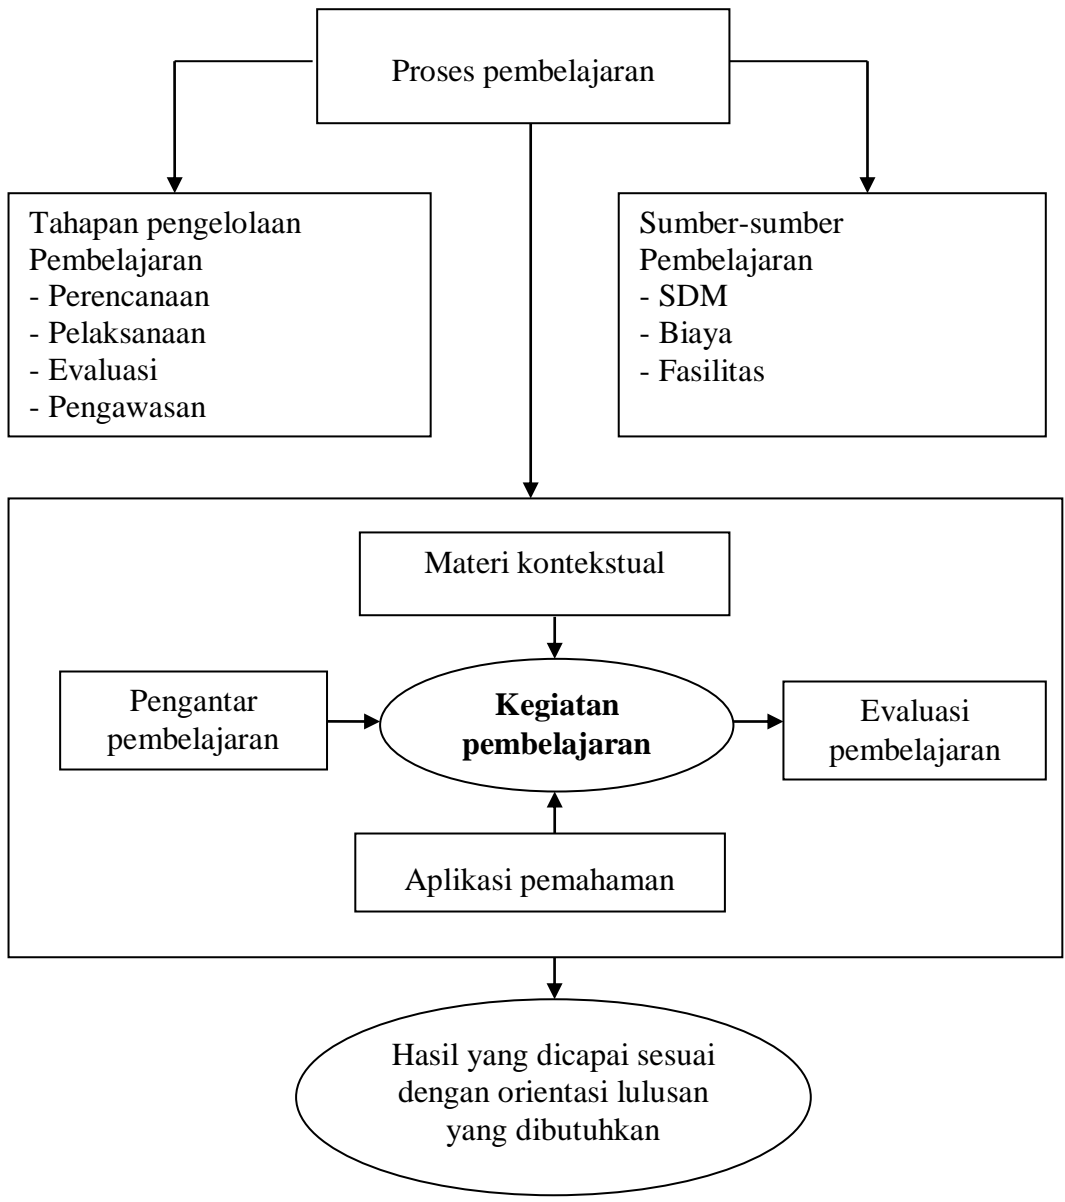 Proses pembelajaran
Tahapan pengelolaan
Pembelajaran
- Perencanaan
- Pelaksanaan
- Evaluasi
- Pengawasan
Sumber-sumber
Pembelajaran
- SDM
- Biaya
- Fasilitas
Materi kontekstual
Pengantar
pembelajaran
Kegiatan
pembelajaran
Evaluasi
pembelajaran
Aplikasi pemahaman
Hasil yang dicapai sesuai
dengan orientasi lulusan
yang dibutuhkan